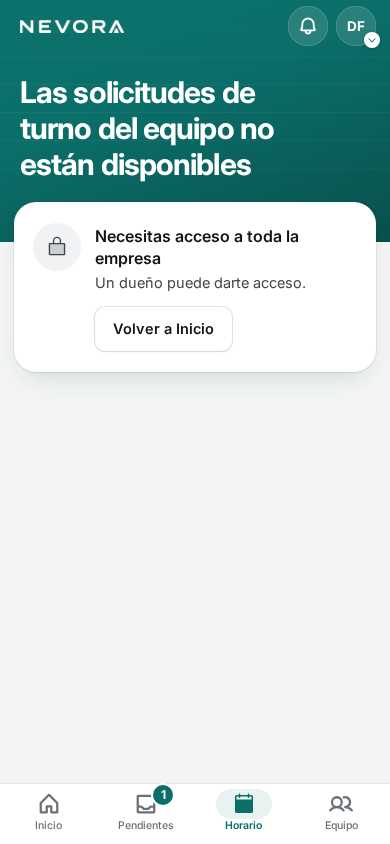 NEVORA
DF
Las solicitudes de
turno del equipo no
están disponibles
Necesitas acceso a toda la
empresa
Un dueño puede darte acceso.
Volver a Inicio
1
Inicio
Pendientes
Horario
Equipo